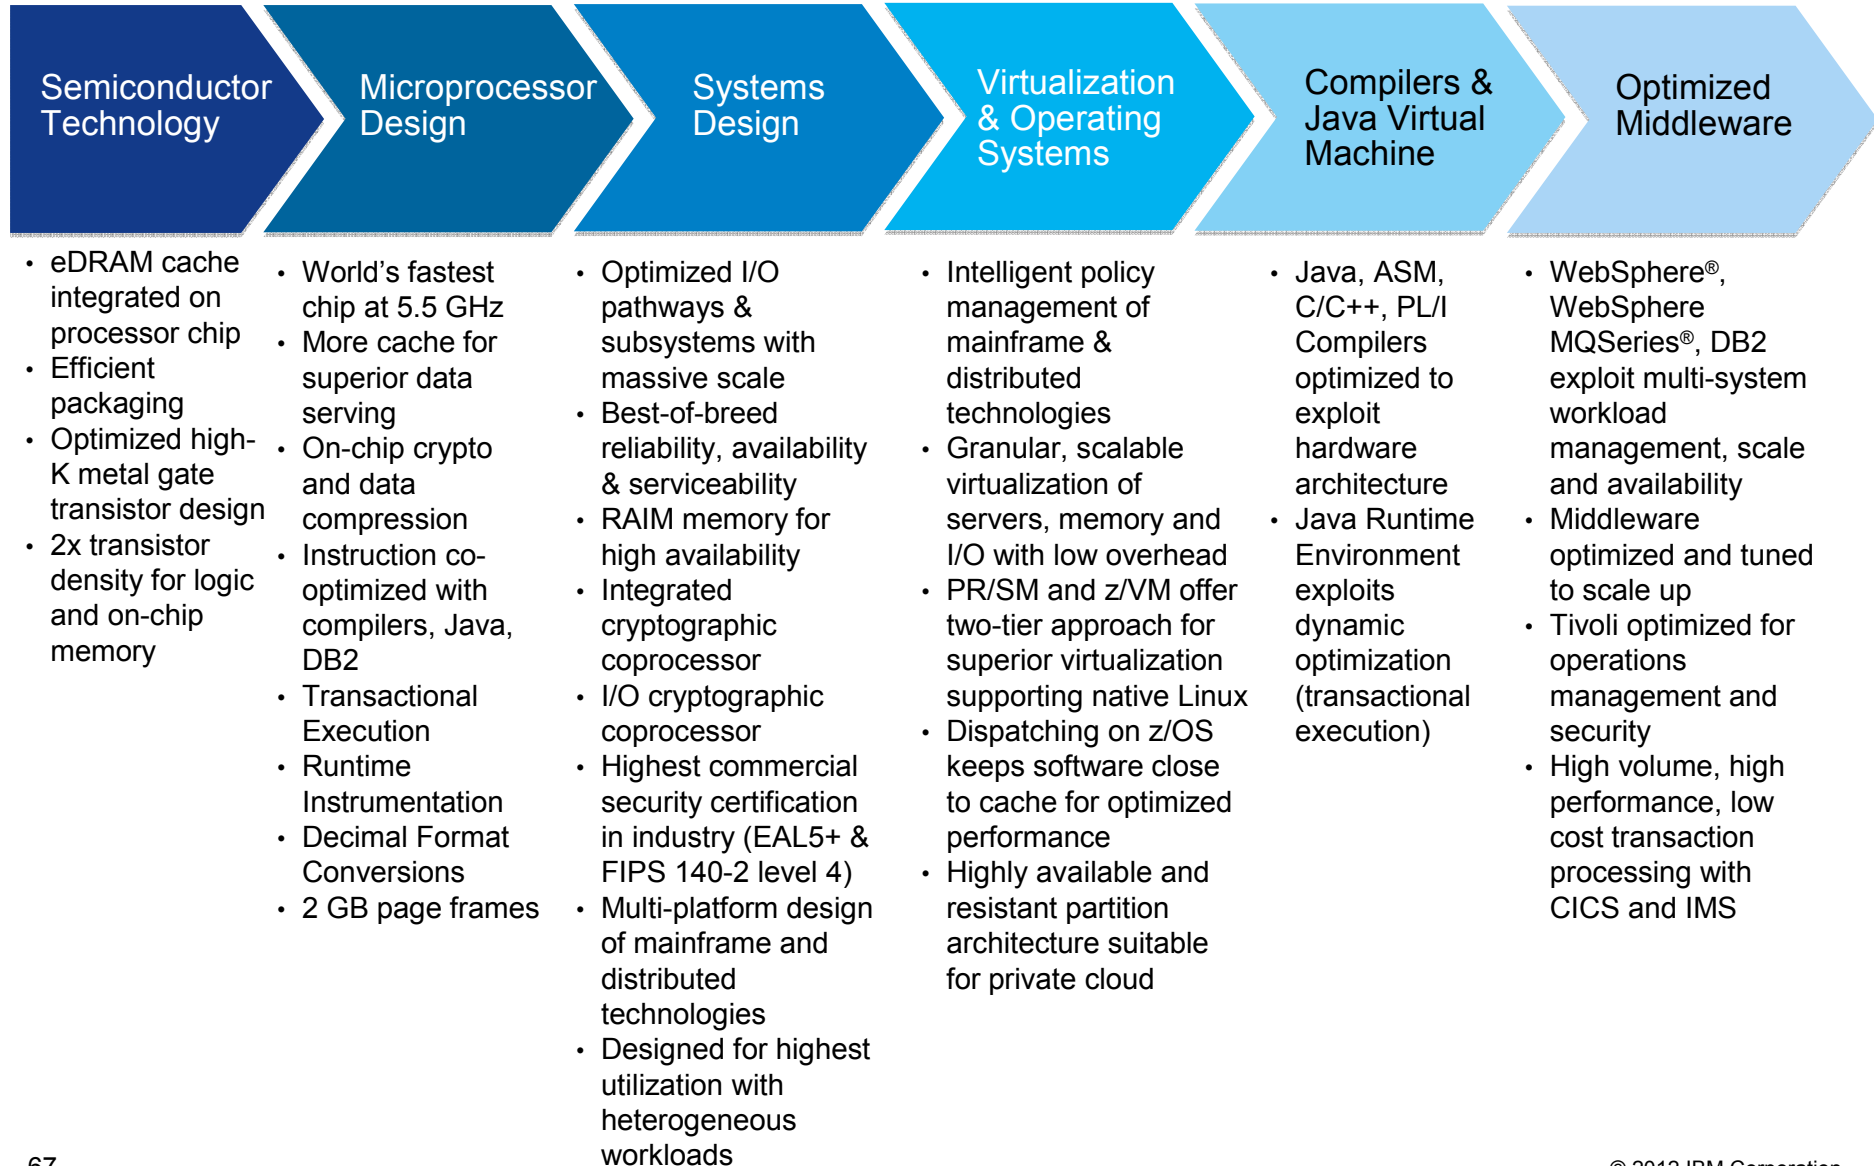 Semiconductor
Technology
Microprocessor
Design
Systems
Design
Virtualization
& Operating
Systems
Compilers &
Java Virtual
Machine
Optimized
Middleware
• eDRAM cache
integrated on
processor chip
• Efficient
packaging
• Optimized high-
K metal gate
transistor design
• 2x transistor
density for logic
and on-chip
memory
• World’s fastest
chip at 5.5 GHz
• More cache for
superior data
serving
• On-chip crypto
and data
compression
• Instruction co-
optimized with
compilers, Java,
DB2
• Transactional
Execution
• Runtime
Instrumentation
• Decimal Format
Conversions
• 2 GB page frames
• Optimized I/O
pathways &
subsystems with
massive scale
• Best-of-breed
reliability, availability
& serviceability
• RAIM memory for
high availability
• Integrated
cryptographic
coprocessor
• I/O cryptographic
coprocessor
• Highest commercial
security certification
in industry (EAL5+ &
FIPS 140-2 level 4)
• Multi-platform design
of mainframe and
distributed
technologies
• Designed for highest
utilization with
heterogeneous
workloads
• Intelligent policy
management of
mainframe &
distributed
technologies
• Granular, scalable
virtualization of
servers, memory and
I/O with low overhead
• PR/SM and z/VM offer
two-tier approach for
superior virtualization
supporting native Linux
• Dispatching on z/OS
keeps software close
to cache for optimized
performance
• Highly available and
resistant partition
architecture suitable
for private cloud
• Java, ASM,
C/C++, PL/I
Compilers
optimized to
exploit
hardware
architecture
• Java Runtime
Environment
exploits
dynamic
optimization
(transactional
execution)
• WebSphere®,
WebSphere
MQSeries®, DB2
exploit multi-system
workload
management, scale
and availability
• Middleware
optimized and tuned
to scale up
• Tivoli optimized for
operations
management and
security
• High volume, high
performance, low
cost transaction
processing with
CICS and IMS
67
© 2012 IBM Corporation